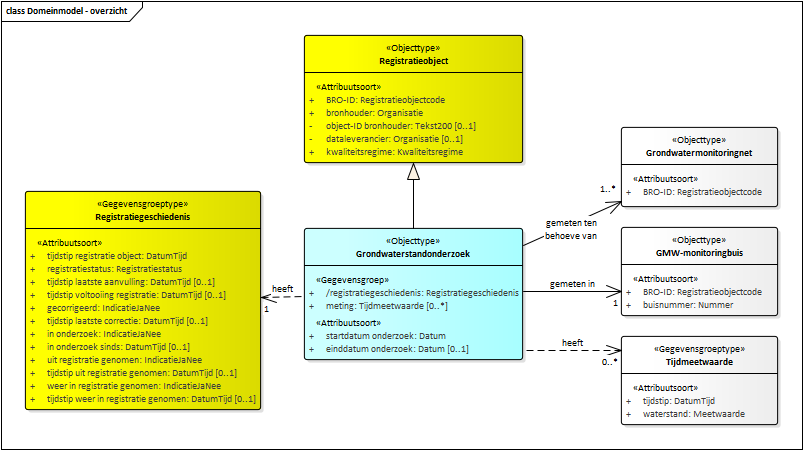 class Domeinmodel - overzicht
«Objecttype»
Registratieobject
«Attribuutsoort»
+ BRO-ID: Registratieobjectcode
+ bronhouder: Organisatie
- object-ID bronhouder: Tekst200 [0..1]
- dataleverancier: Organisatie [0..1]
+ kwaliteitsregime: Kwaliteitsregime
«Objecttype»
Grondwatermonitoringnet
«Attribuutsoort»
+ BRO-ID: Registratieobjectcode
1..*
gemeten ten
behoeve van
«Gegevensgroeptype»
Registratiegeschiedenis
«Attribuutsoort»
+ tijdstip registratie object: DatumTijd
+ registratiestatus: Registratiestatus
+ tijdstip laatste aanvulling: DatumTijd [0..1]
+ tijdstip voltooiing registratie: DatumTijd [0..1]
+ gecorrigeerd: IndicatieJaNee
+ tijdstip laatste correctie: DatumTijd [0..1]
+ in onderzoek: IndicatieJaNee
+ in onderzoek sinds: DatumTijd [0..1]
+ uit registratie genomen: IndicatieJaNee
+ tijdstip uit registratie genomen: DatumTijd [0..1]
+ weer in registratie genomen: IndicatieJaNee
+ tijdstip weer in registratie genomen: DatumTijd [0..1]
heeft
1
«Objecttype»
Grondwaterstandonderzoek
«Gegevensgroep»
+ /registratiegeschiedenis: Registratiegeschiedenis
+ meting: Tijdmeetwaarde [0..*]
«Attribuutsoort»
+ startdatum onderzoek: Datum
+ einddatum onderzoek: Datum [0..1]
gemeten in
1
«Objecttype»
GMW-monitoringbuis
«Attribuutsoort»
+ BRO-ID: Registratieobjectcode
+ buisnummer: Nummer
heeft
0..*
«Gegevensgroeptype»
Tijdmeetwaarde
«Attribuutsoort»
+ tijdstip: DatumTijd
+ waterstand: Meetwaarde